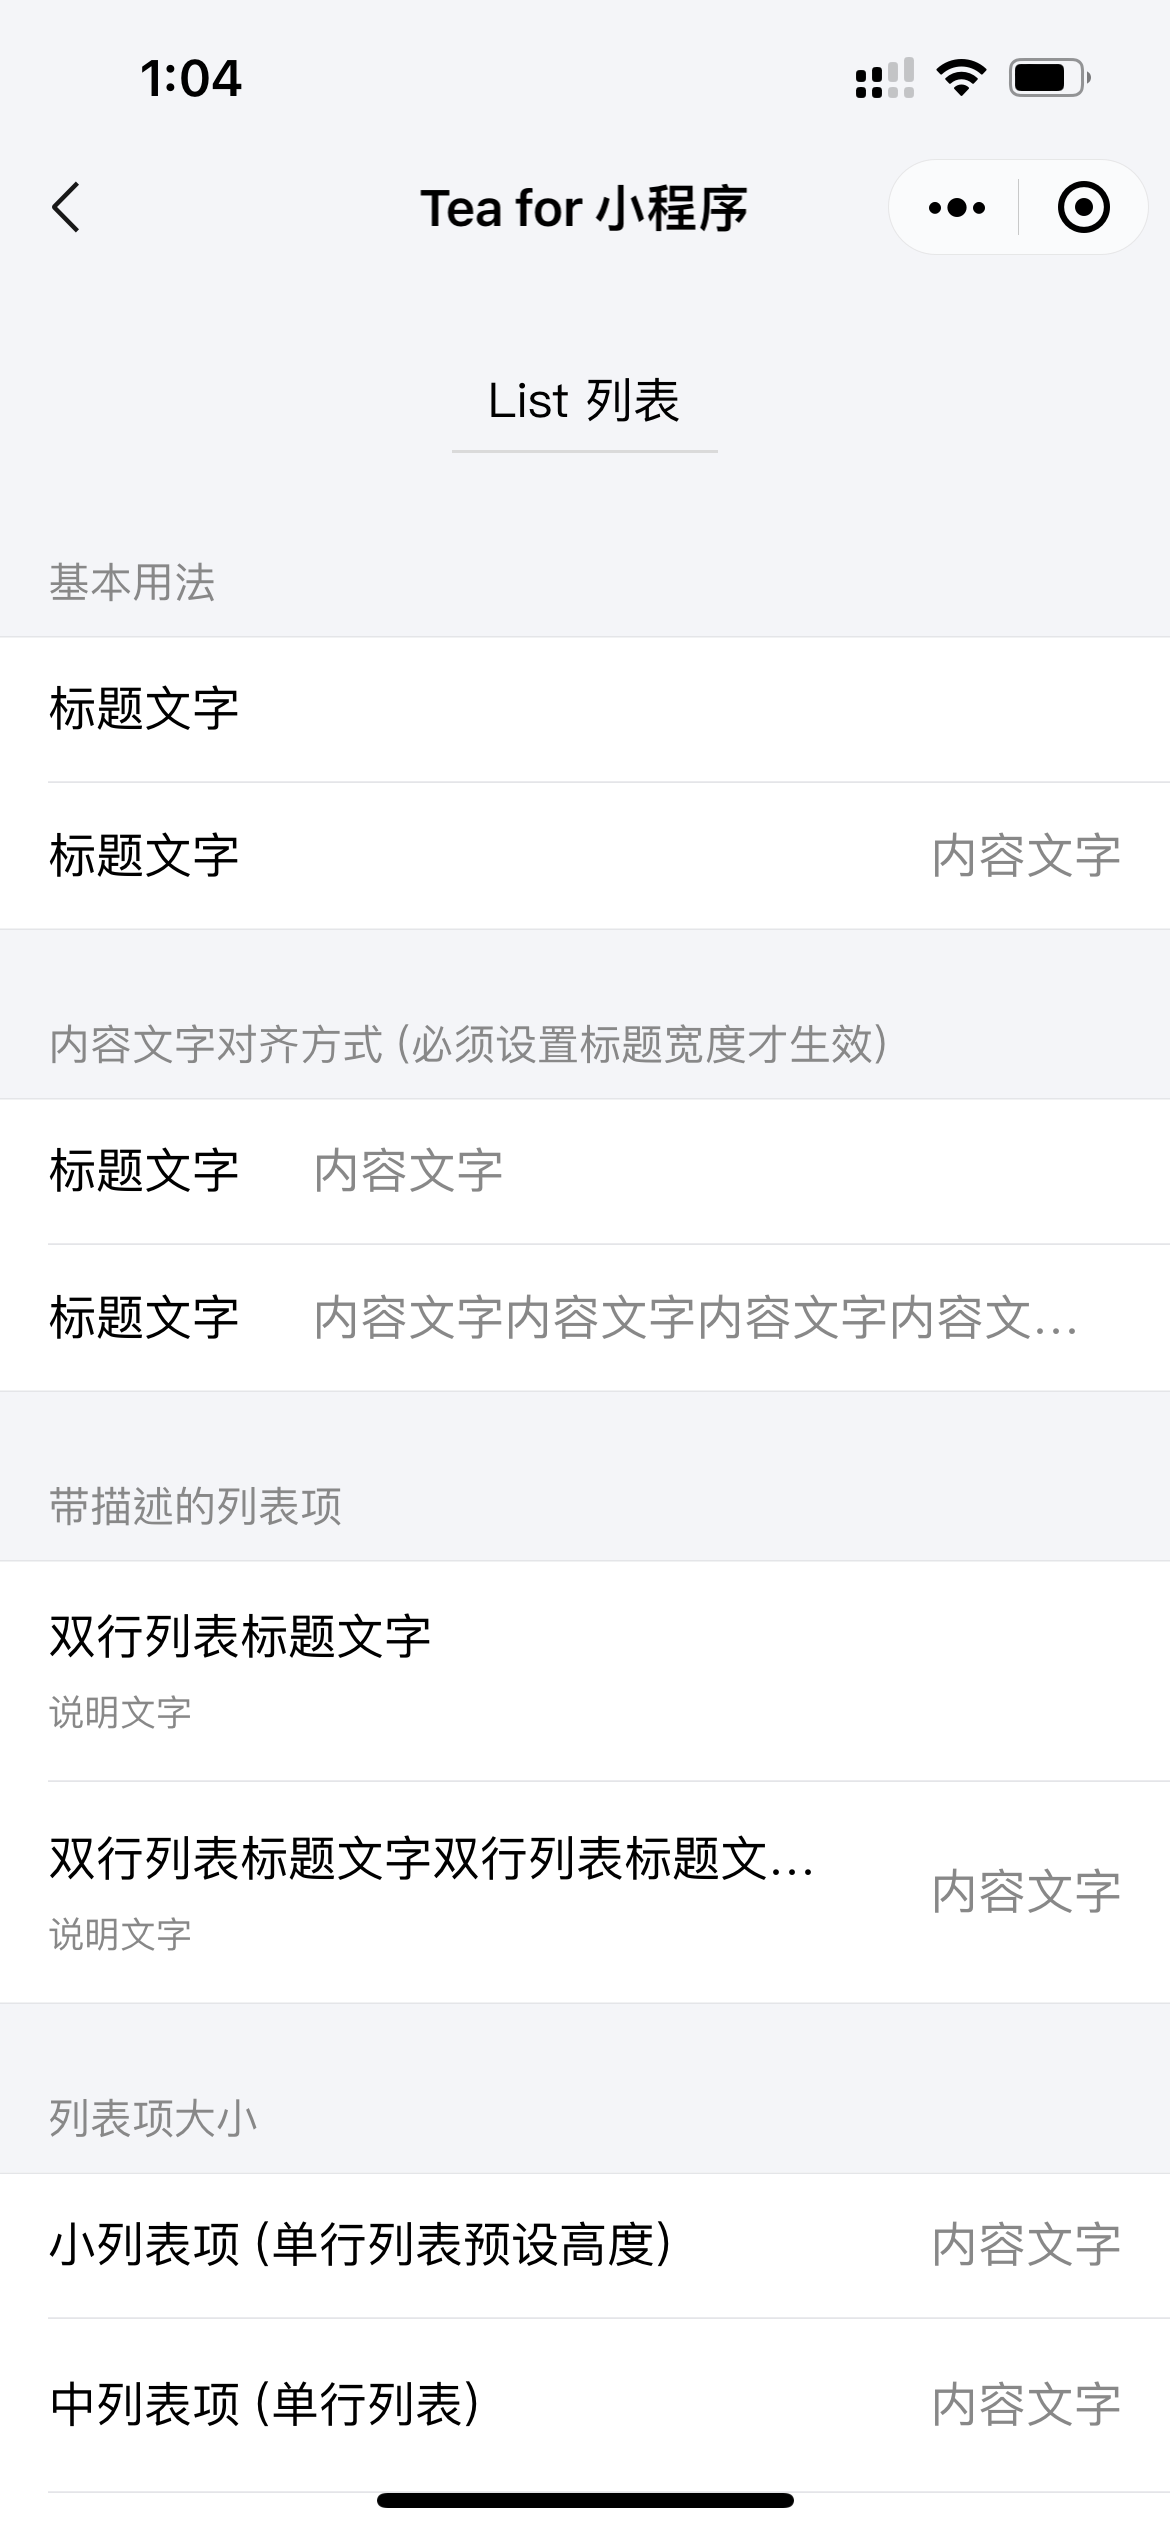 1:04
Tea for 小程序
List 列表
基本用法
标题文字
标题文字 内容文字
内容文字对齐方式 (必须设置标题宽度才生效)
标题文字 内容文字
标题文字 内容文字内容文字内容文字内容文...
带描述的列表项
双行列表标题文字
说明文字
双行列表标题文字双行列表标题文... 内容文字
说明文字
列表项大小
小列表项 (单行列表预设高度) 内容文字
中列表项 (单行列表) 内容文字